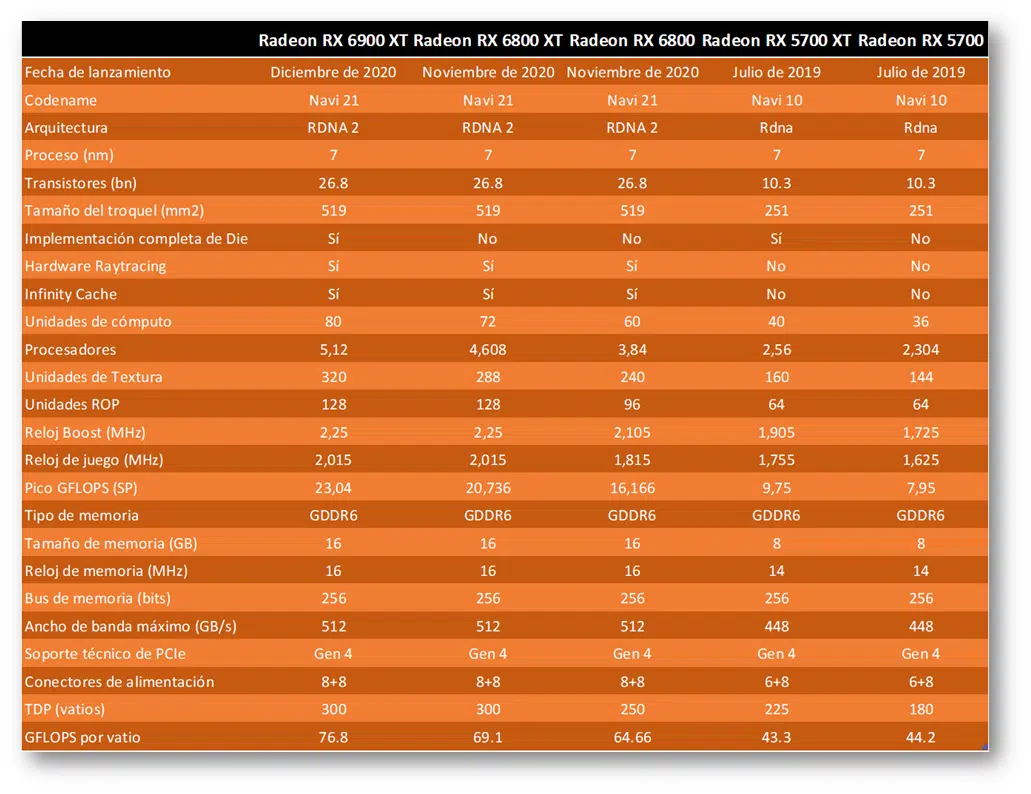 Radeon RX 6900 XT Radeon RX 6800 XT Radeon RX 6800 Radeon RX 5700 XT Radeon RX 5700
Fecha de lanzamiento Diciembre de 2020 Noviembre de 2020 Noviembre de 2020 Julio de 2019 Julio de 2019
Codename Navi 21 Navi 21 Navi 21 Navi 10 Navi 10
Arquitectura RDNA 2 RDNA 2 RDNA 2 Rdna Rdna
Proceso (nm) 7 7 7 7 7
Transistores (bn) 26.8 26.8 26.8 10.3 10.3
Tamaño del troquel (mm2) 519 519 519 251 251
Implementación completa de Die Sí No No Sí No
Hardware Raytracing Sí Sí Sí No No
Infinity Cache Sí Sí Sí No No
Unidades de cómputo 80 72 60 40 36
Procesadores 5,12 4,608 3,84 2,56 2,304
Unidades de Textura 320 288 240 160 144
Unidades ROP 128 128 96 64 64
Reloj Boost (MHz) 2,25 2,25 2,105 1,905 1,725
Reloj de juego (MHz) 2,015 2,015 1,815 1,755 1,625
Pico GFLOPS (SP) 23,04 20,736 16,166 9,75 7,95
Tipo de memoria GDDR6 GDDR6 GDDR6 GDDR6 GDDR6
Tamaño de memoria (GB) 16 16 16 8 8
Reloj de memoria (MHz) 16 16 16 14 14
Bus de memoria (bits) 256 256 256 256 256
Ancho de banda máximo (GB/s) 512 512 512 448 448
Soporte técnico de PCIe Gen 4 Gen 4 Gen 4 Gen 4 Gen 4
Conectores de alimentación 8+8 8+8 8+8 6+8 6+8
TDP (vatios) 300 300 250 225 180
GFLOPS por vatio 76.8 69.1 64.66 43.3 44.2